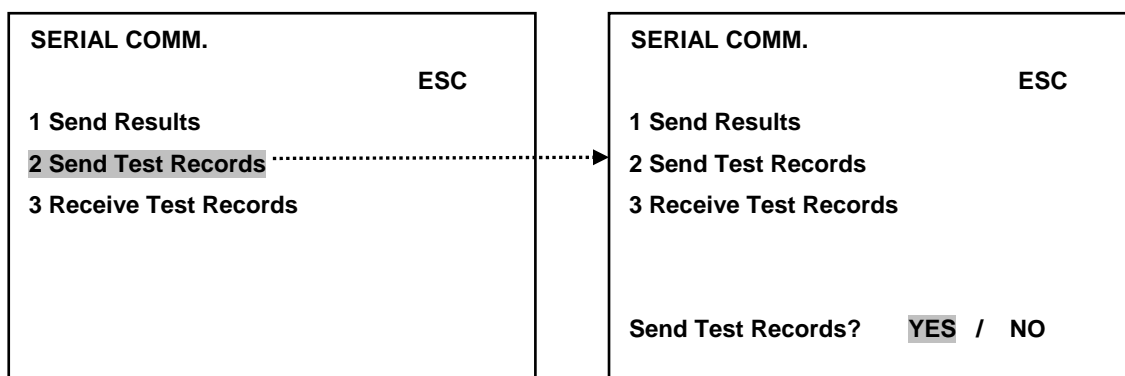 SERIAL COMM.
ESC
1 Send Results
2 Send Test Records
3 Receive Test Records
SERIAL COMM.
ESC
1 Send Results
2 Send Test Records
3 Receive Test Records
Send Test Records? YES / NO